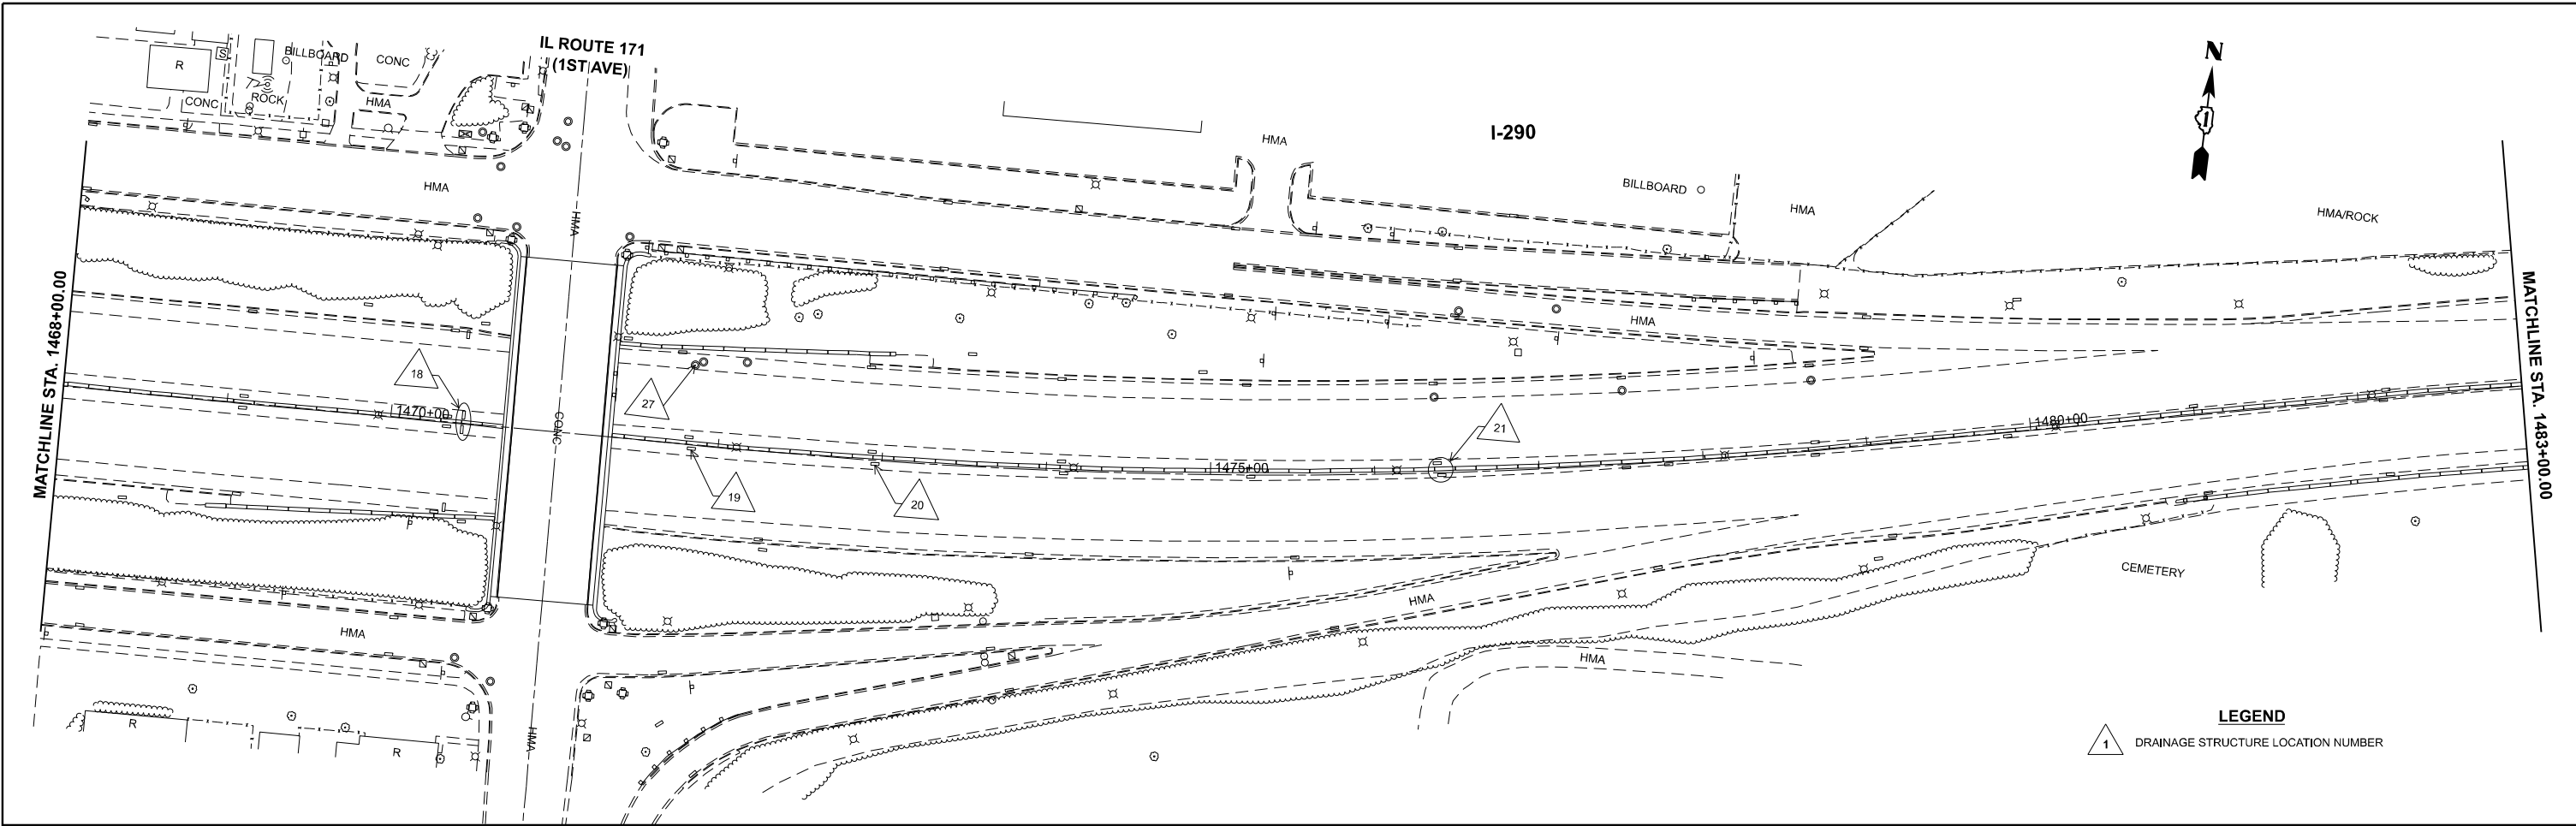 IL ROUTE 171
(1ST AVE)
I-290
N
1
S
R
BILLBOARD
CONC
CONC
ROCK
HMA
HMA
HMA
HMA
BILLBOARD
HMA
HMA/ROCK
HMA
MATCHLINE STA. 1468+00.00
MATCHLINE STA. 1483+00.00
18
1470+00
CONC
27
19
20
1475+00
21
1480+00
HMA
HMA
HMA
CEMETERY
R
R
HMA
LEGEND
1 DRAINAGE STRUCTURE LOCATION NUMBER